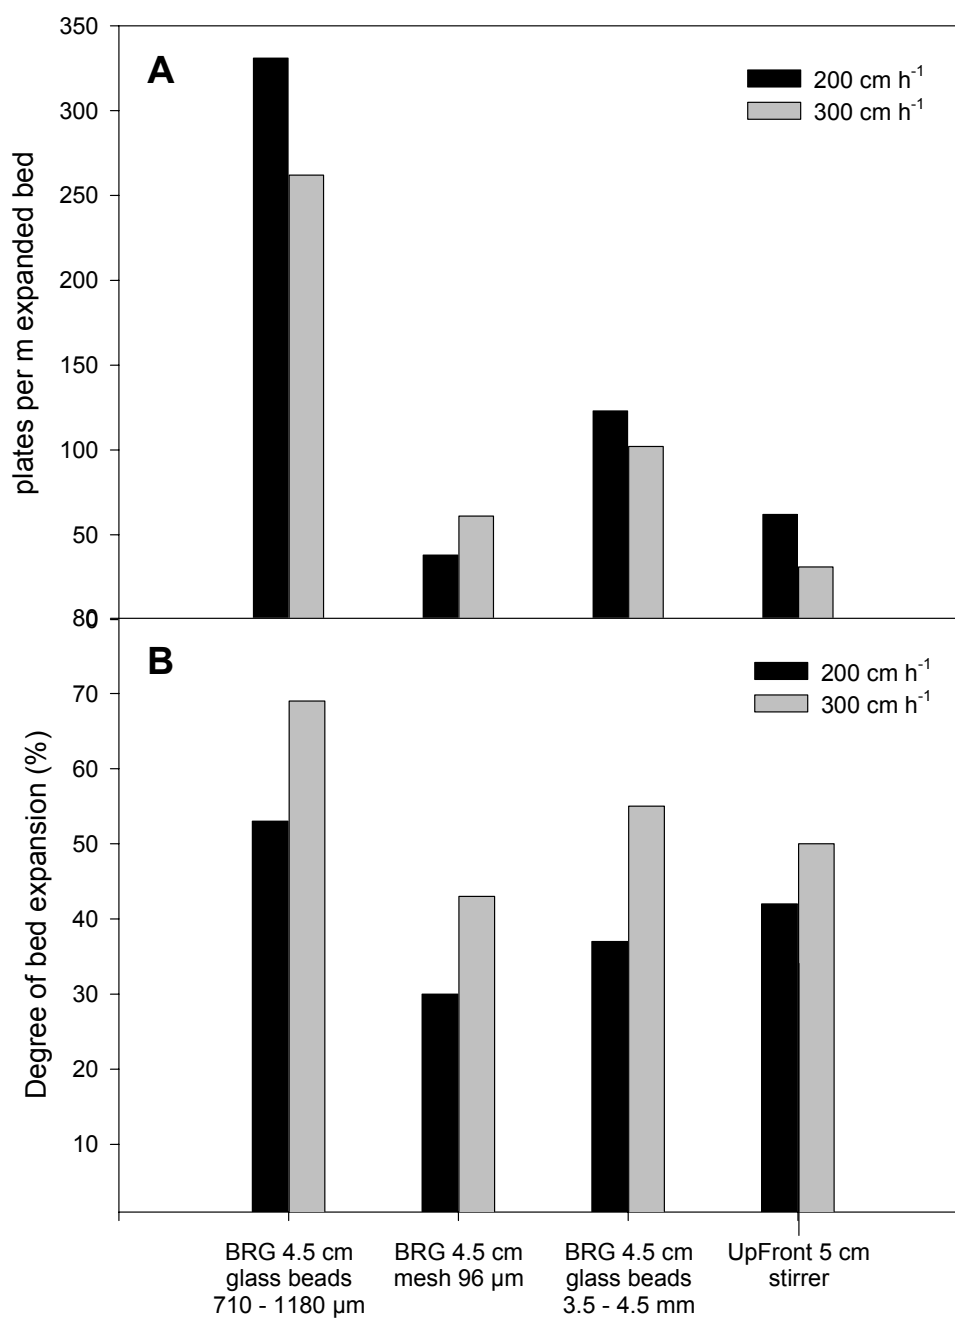 350
A
200 cm h⁻¹
300 cm h⁻¹
300
250
200
150
100
50
0
plates per m expanded bed
80
B
200 cm h⁻¹
300 cm h⁻¹
70
60
50
40
30
20
10
Degree of bed expansion (%)
BRG 4.5 cm
glass beads
710 - 1180 µm
BRG 4.5 cm
mesh 96 µm
BRG 4.5 cm
glass beads
3.5 - 4.5 mm
UpFront 5 cm
stirrer